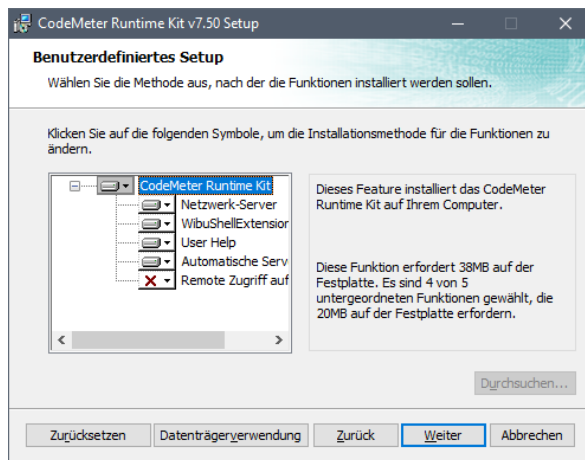 CodeMeter Runtime Kit v7.50 Setup
Benutzerdefiniertes Setup
Wählen Sie die Methode aus, nach der die Funktionen installiert werden sollen.
Klicken Sie auf die folgenden Symbole, um die Installationsmethode für die Funktionen zu
ändern.
CodeMeter Runtime Kit
Netzwerk-Server
WibuShellExtension
User Help
Automatische Serv
Remote Zugriff auf
Dieses Feature installiert das CodeMeter
Runtime Kit auf Ihrem Computer.
Diese Funktion erfordert 38MB auf der
Festplatte. Es sind 4 von 5
untergeordneten Funktionen gewählt, die
20MB auf der Festplatte erfordern.
Durchsuchen...
Zurücksetzen
Datenträgerverwendung
Zurück
Weiter
Abbrechen